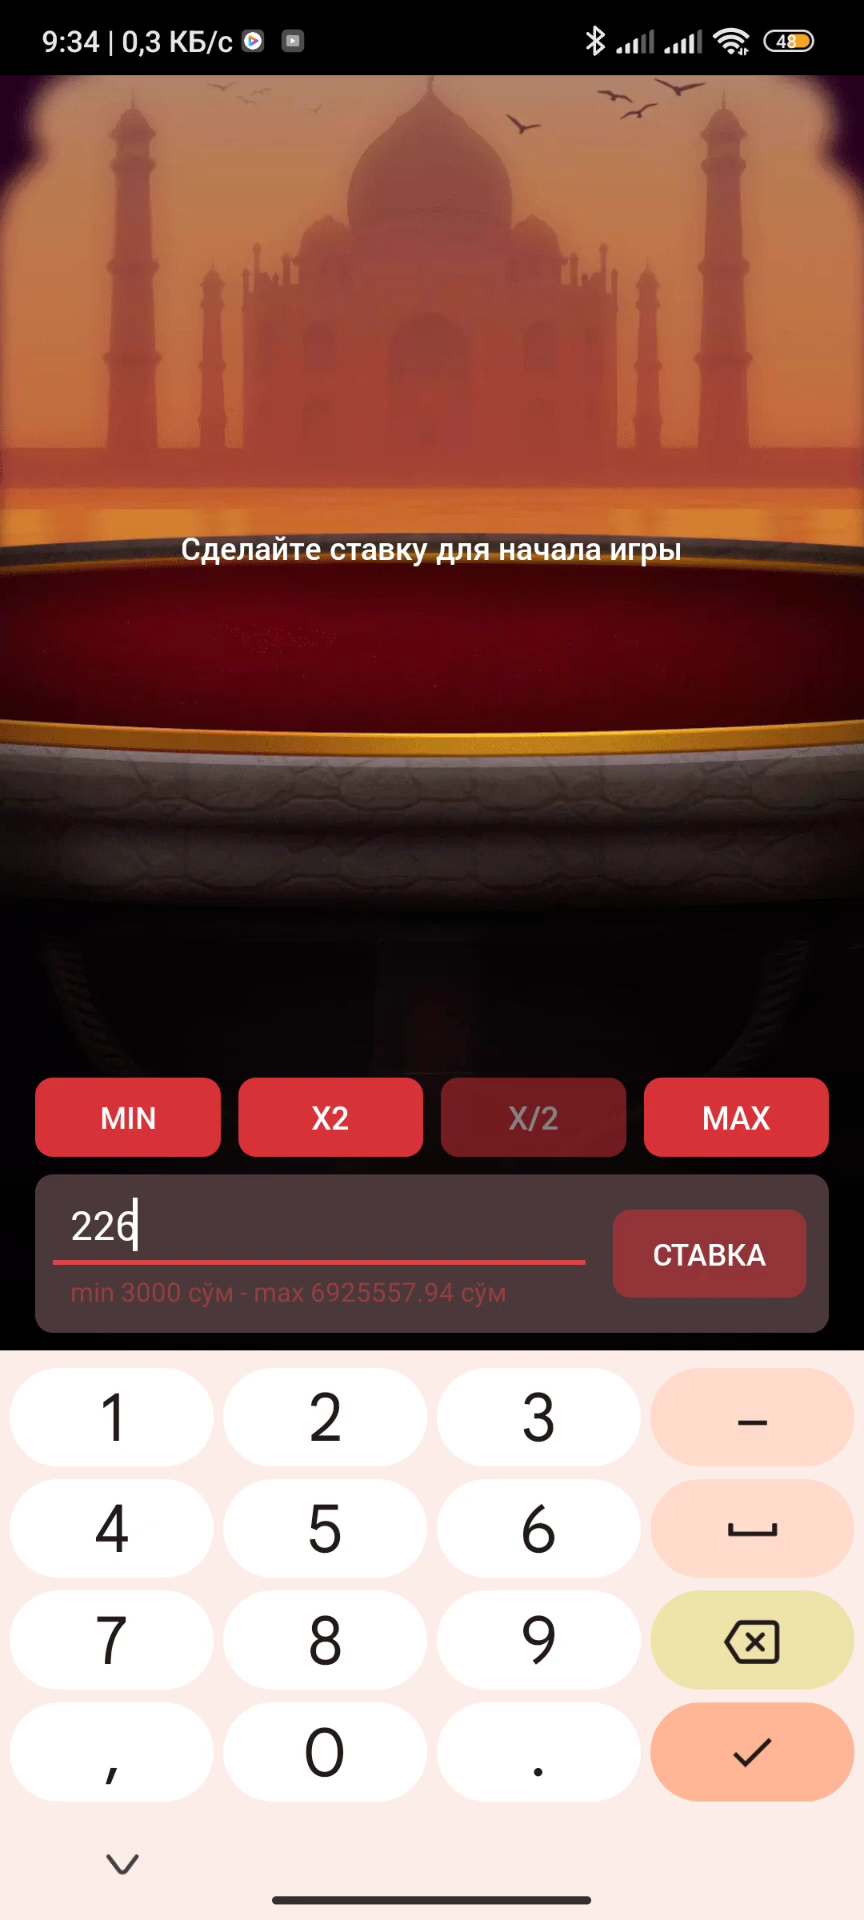 9:34 | 0,3 КБ/с
48
Сделайте ставку для начала игры
MIN X2 X/2 MAX
226
СТАВКА
min 3000 сўм - max 6925557.94 сўм
1 2 3 –
4 5 6
7 8 9
, 0 .